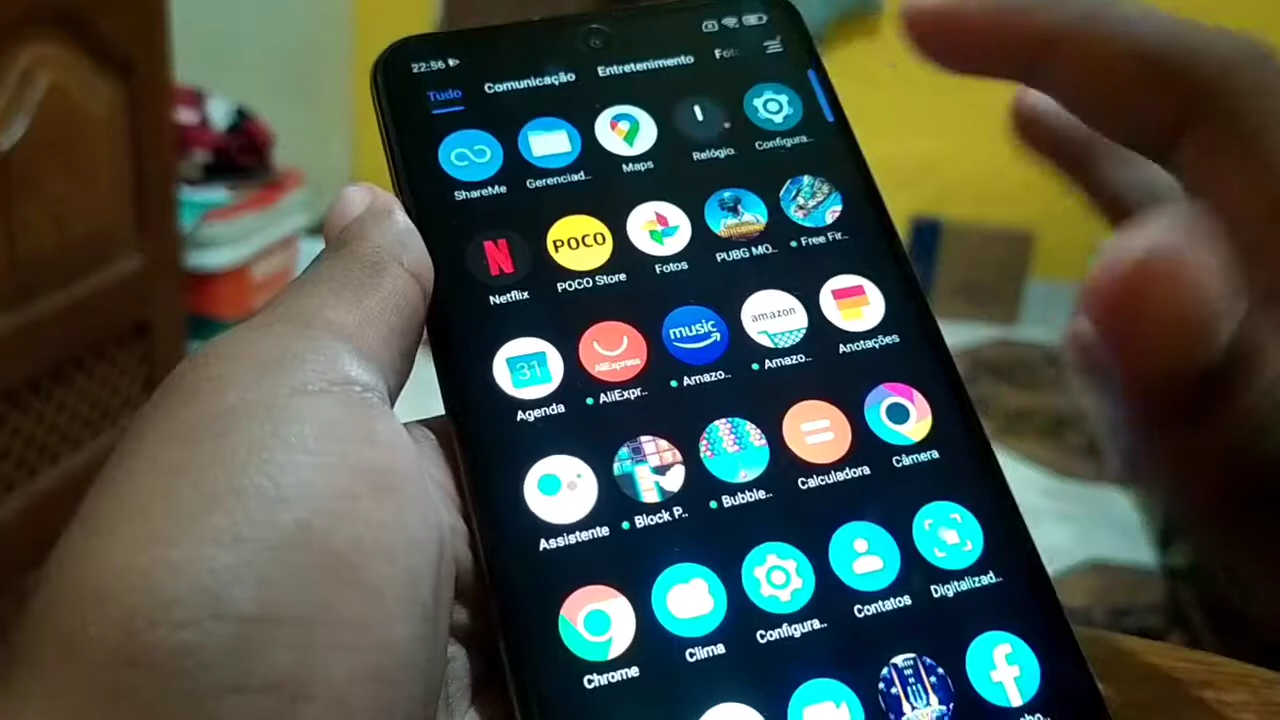 22:56
Tudo Comunicação Entretenimento Fot
ShareMe Gerenciad.. Maps Relógio. Configura..
N
POCO
Netflix POCO Store Fotos PUBG MO.. Free Fir..
31
AliExpress
music
amazon
Agenda AliExpr.. Amazo.. Amazo.. Anotações
Assistente Block P.. Bubble.. Calculadora Câmera
Chrome Clima Configura.. Contatos Digitalizad..
f